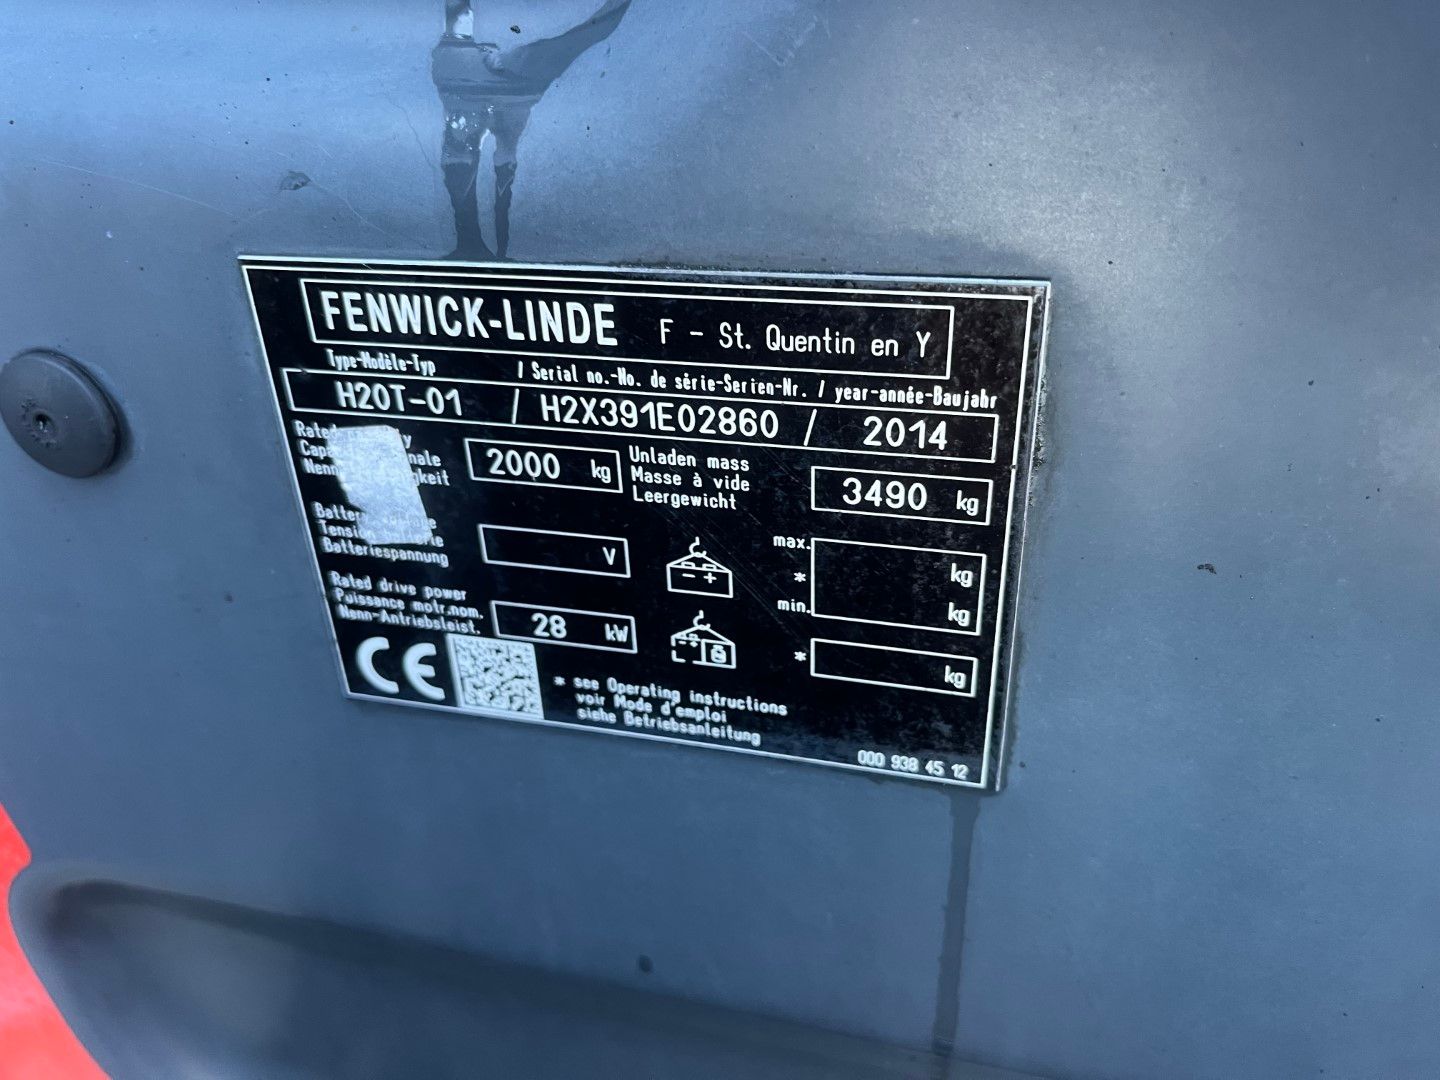 FENWICK-LINDE F - St. Quentin en Y
Type-Modèle-Typ / Serial no.-No. de série-Serien-Nr. / year-année-Baujahr
H20T-01 / H2X391E02860 / 2014
Rated
2000 kg
Unladen mass
Masse à vide
Leergewicht
3490 kg
Tension
Batteriespannung
V
max. kg
*
min. kg
Rated drive power
Puissance motr.nom.
Nenn-Antriebsleist.
28 kW
* kg
CE
* see Operating instructions
voir Mode d'emploi
siehe Betriebsanleitung
000 938 45 12